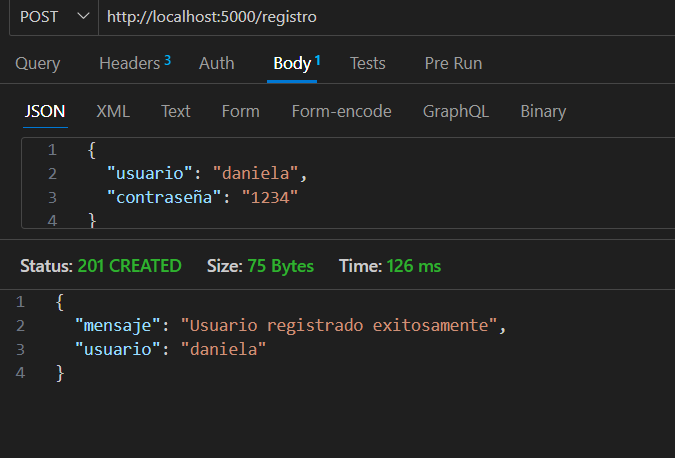 POST http://localhost:5000/registro
Query Headers 3 Auth Body 1 Tests Pre Run
JSON XML Text Form Form-encode GraphQL Binary
1 {
2 "usuario": "daniela",
3 "contraseña": "1234"
4 }
Status: 201 CREATED Size: 75 Bytes Time: 126 ms
1 {
2 "mensaje": "Usuario registrado exitosamente",
3 "usuario": "daniela"
4 }